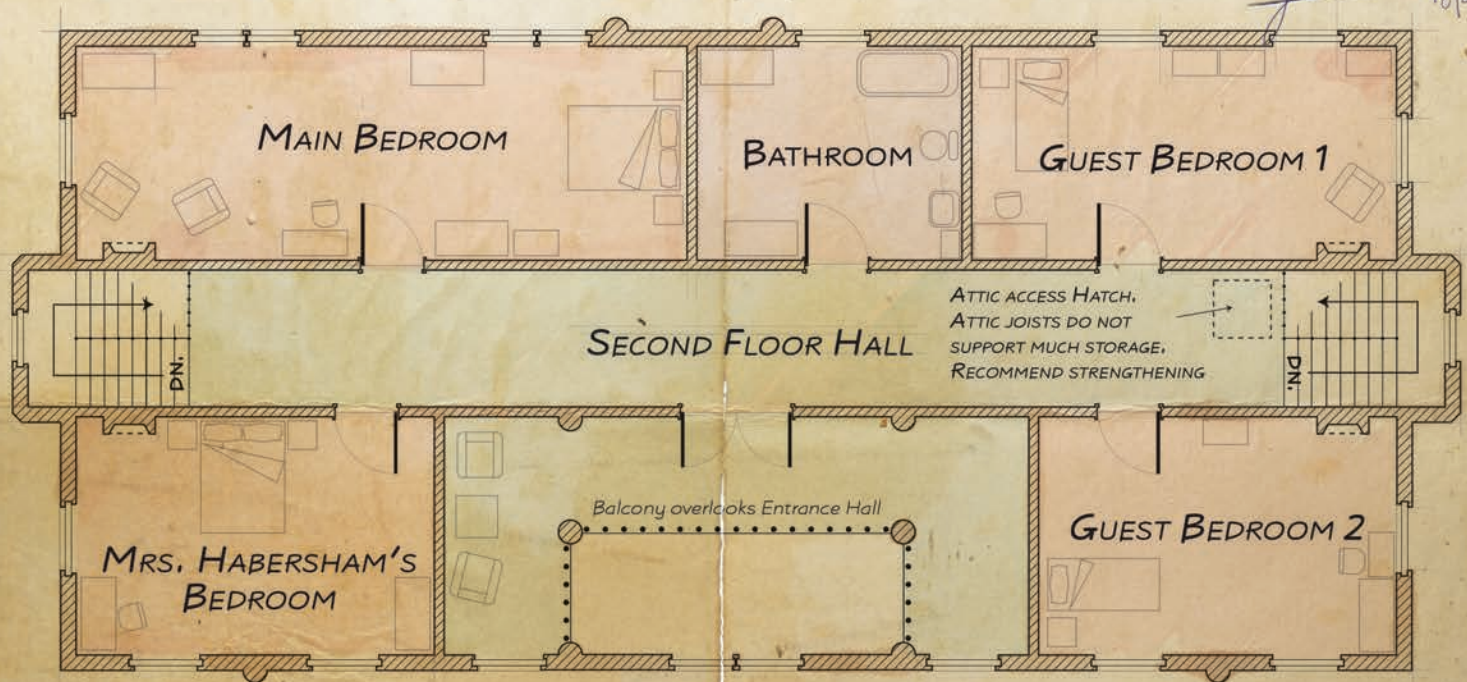 MAIN BEDROOM
BATHROOM
GUEST BEDROOM 1
ATTIC ACCESS HATCH.
ATTIC JOISTS DO NOT
SUPPORT MUCH STORAGE.
RECOMMEND STRENGTHENING
SECOND FLOOR HALL
DN.
DN.
Balcony overlooks Entrance Hall
MRS. HABERSHAM'S
BEDROOM
GUEST BEDROOM 2